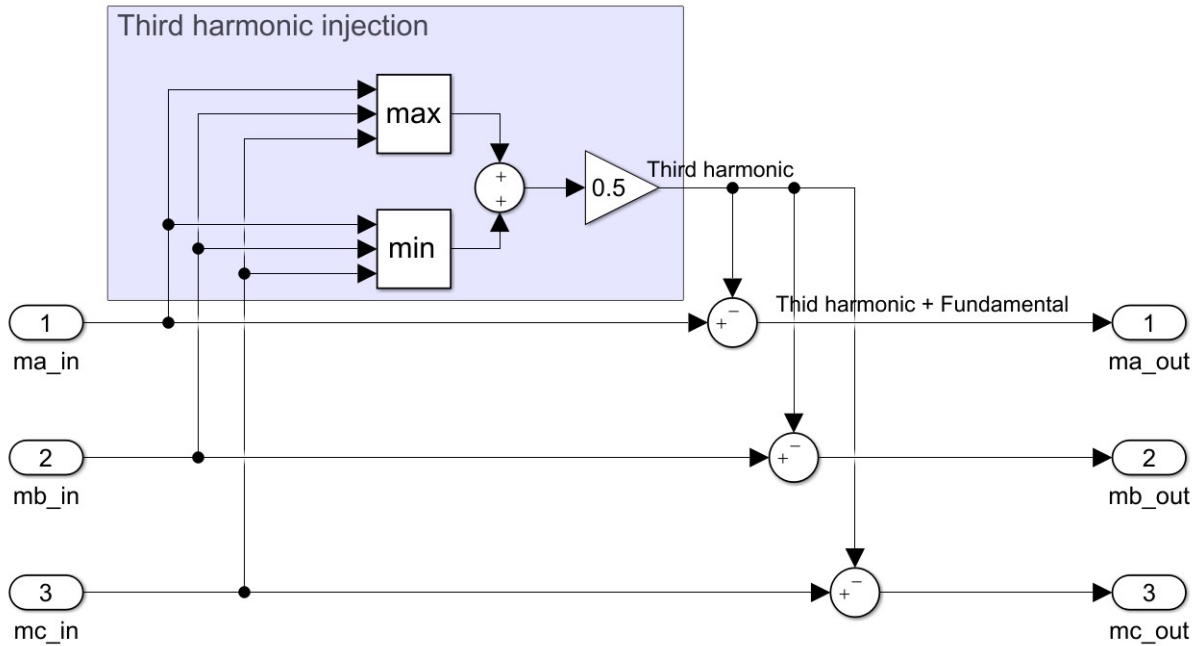 Third harmonic injection
max
+
+
0.5
Third harmonic
min
1
ma_in
+
−
Thid harmonic + Fundamental
1
ma_out
2
mb_in
+
−
2
mb_out
3
mc_in
+
−
3
mc_out